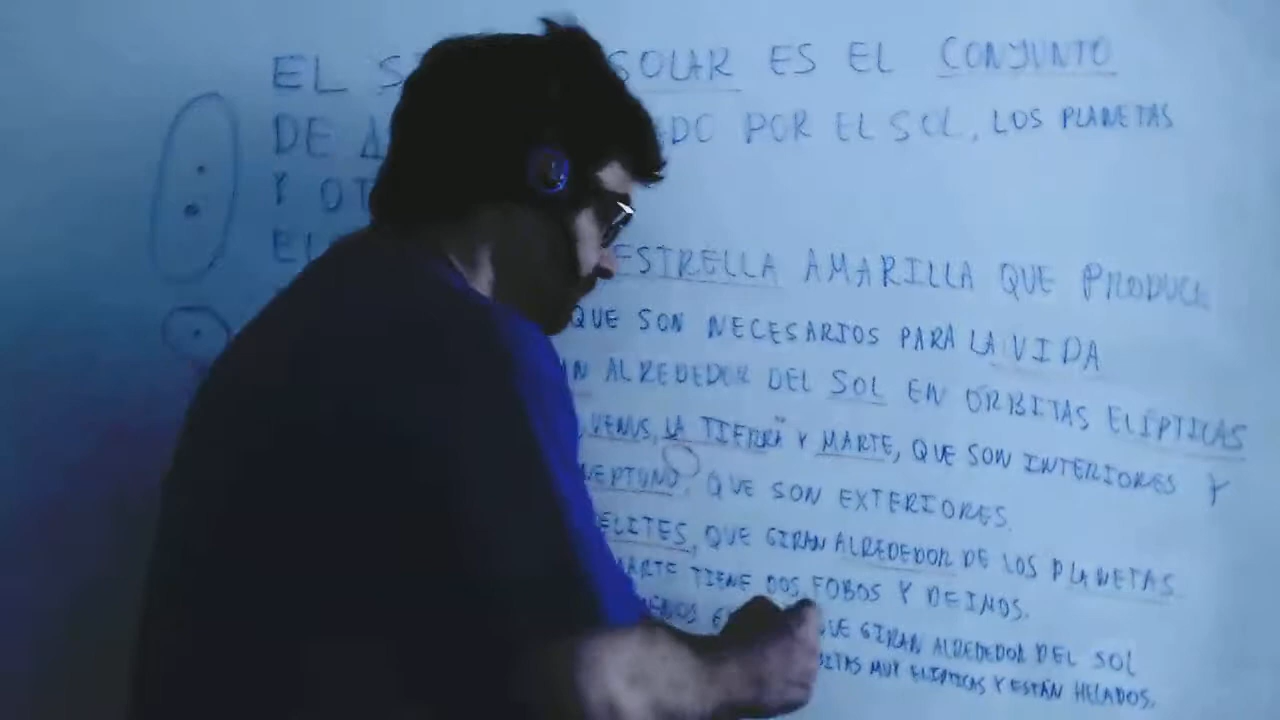 EL SOLAR ES EL CONJUNTO
DE ADO POR EL SOL, LOS PLANETAS
Y OT
EL ESTRELLA AMARILLA QUE PRODUCE
QUE SON NECESARIOS PARA LA VIDA
AN ALREDEDOR DEL SOL EN ÓRBITAS ELÍPTICAS
, VENUS, LA TIERRA Y MARTE, QUE SON INTERIORES Y
NEPTUNO, QUE SON EXTERIORES.
ELITES, QUE GIRAN ALREDEDOR DE LOS PLANETAS
MARTE TIENE DOS FOBOS Y DEIMOS.
QUE GIRAN ALREDEDOR DEL SOL
BITAS MUY ELIPTICAS Y ESTÁN HELADOS.